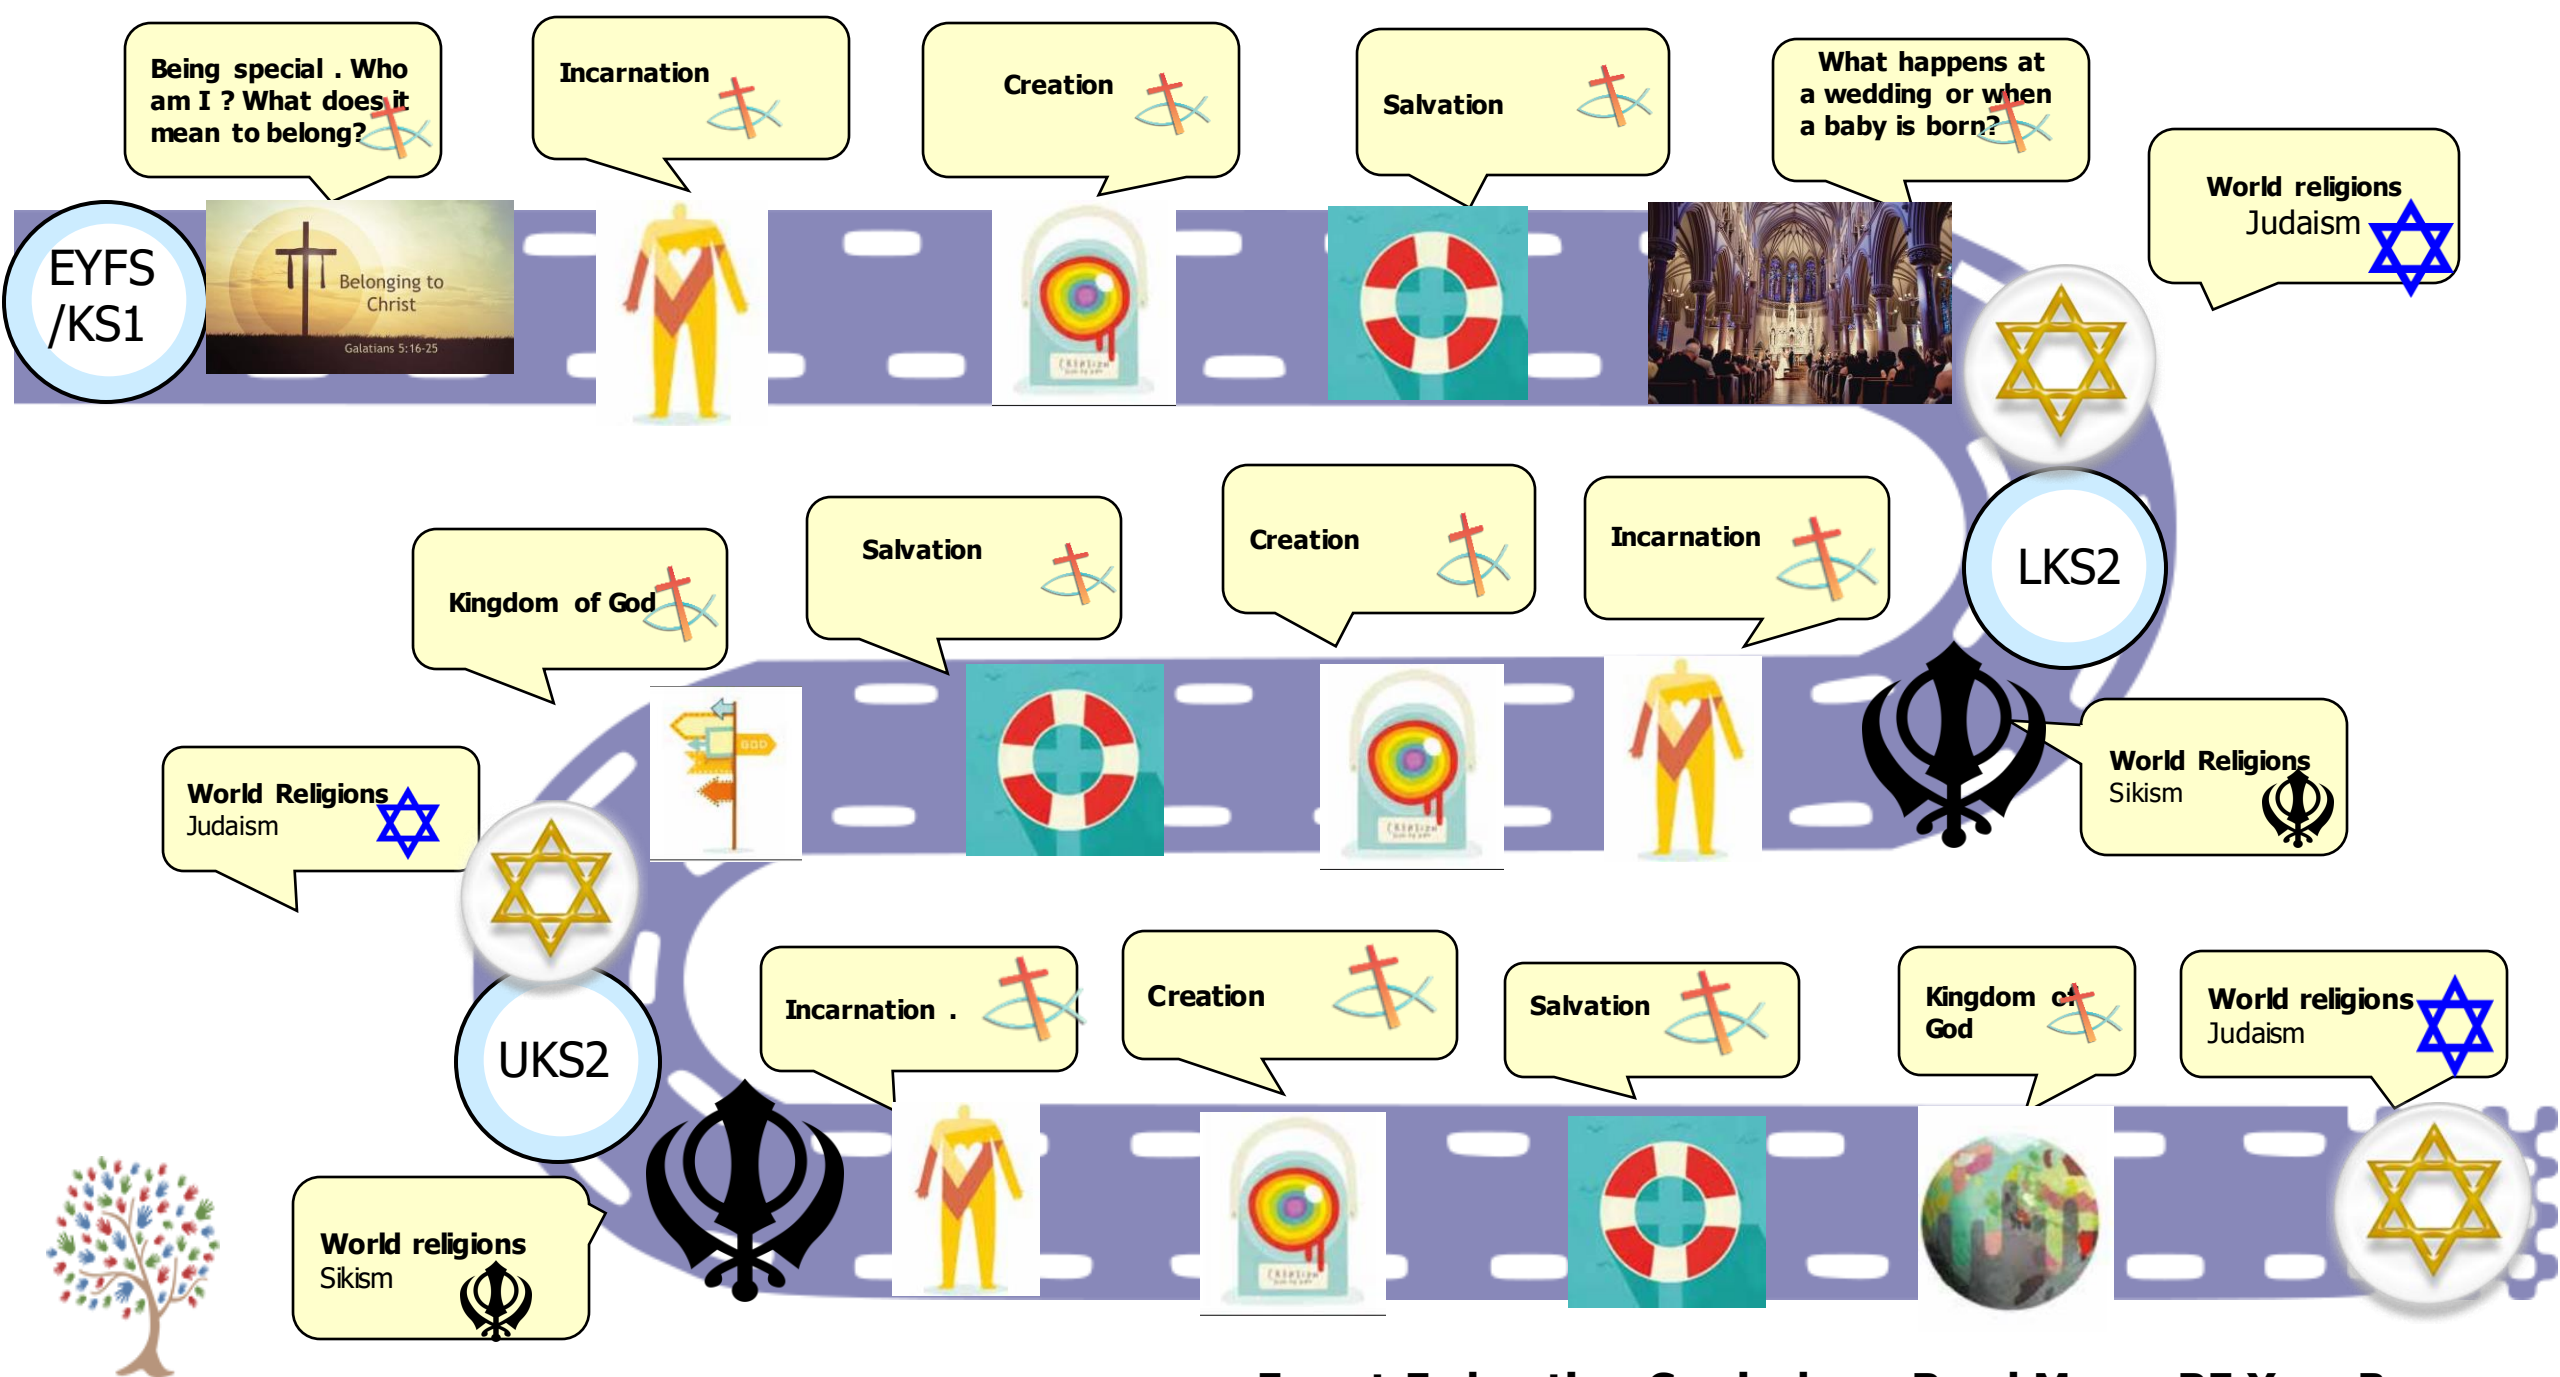 Being special . Who
am I ? What does it
mean to belong?
Incarnation
Creation
Salvation
What happens at
a wedding or when
a baby is born?
World religions
Judaism
EYFS
/KS1
Belonging to
Christ
Galatians 5:16-25
LKS2
Kingdom of God
Salvation
Creation
Incarnation
GOD
World Religions
Sikism
World Religions
Judaism
UKS2
Incarnation .
Creation
Salvation
Kingdom of
God
World religions
Judaism
World religions
Sikism